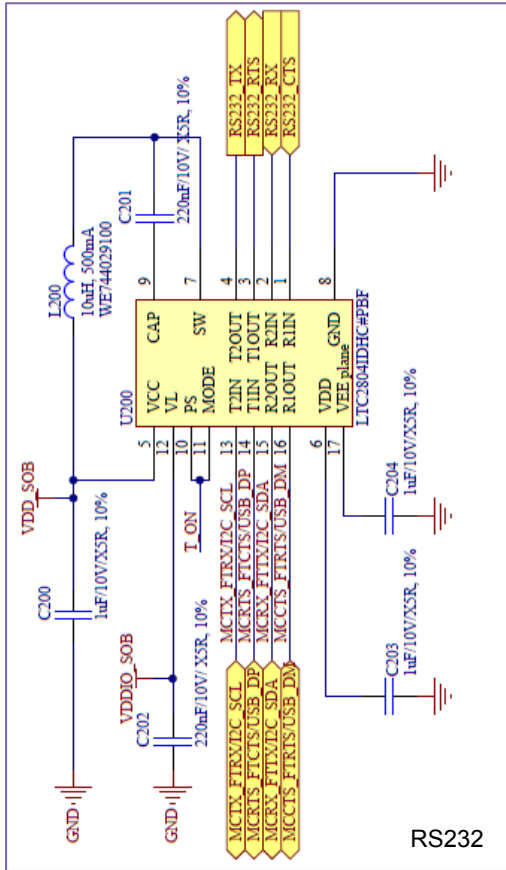 VDD_SOB
L200
10uH, 500mA
WE744029100
C200
1uF/10V/X5R, 10%
C201
220nF/10V/ X5R, 10%
GND
VDDIO_SOB
C202
220nF/10V/ X5R, 10%
GND
T_ON
U200
5 VCC CAP 9
12 VL
10 PS SW 7
11 MODE
13 T2IN T2OUT 4
14 T1IN T1OUT 3
15 R2OUT R2IN 2
16 R1OUT R1IN 1
6 VDD GND 8
17 VEE_plane
LTC2804IDHC#PBF
MCTX_FTRX/I2C_SCL MCTX_FTRX/I2C_SCL
MCRTS_FTCTS/USB_DP MCRTS_FTCTS/USB_DP
MCRX_FTTX/I2C_SDA MCRX_FTTX/I2C_SDA
MCCTS_FTRTS/USB_DM MCCTS_FTRTS/USB_DM
RS232_TX
RS232_RTS
RS232_RX
RS232_CTS
C203
1uF/10V/X5R, 10%
C204
1uF/10V/X5R, 10%
RS232